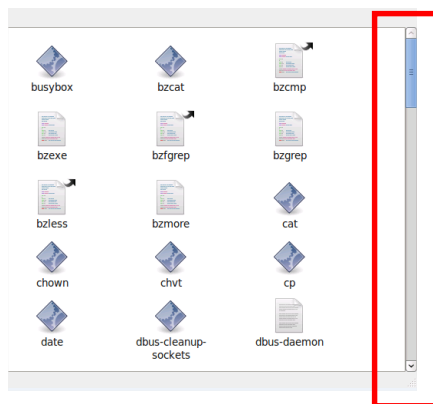 busybox bzcat bzcmp
bzexe bzfgrep bzgrep
bzless bzmore cat
chown chvt cp
date dbus-cleanup- dbus-daemon
sockets